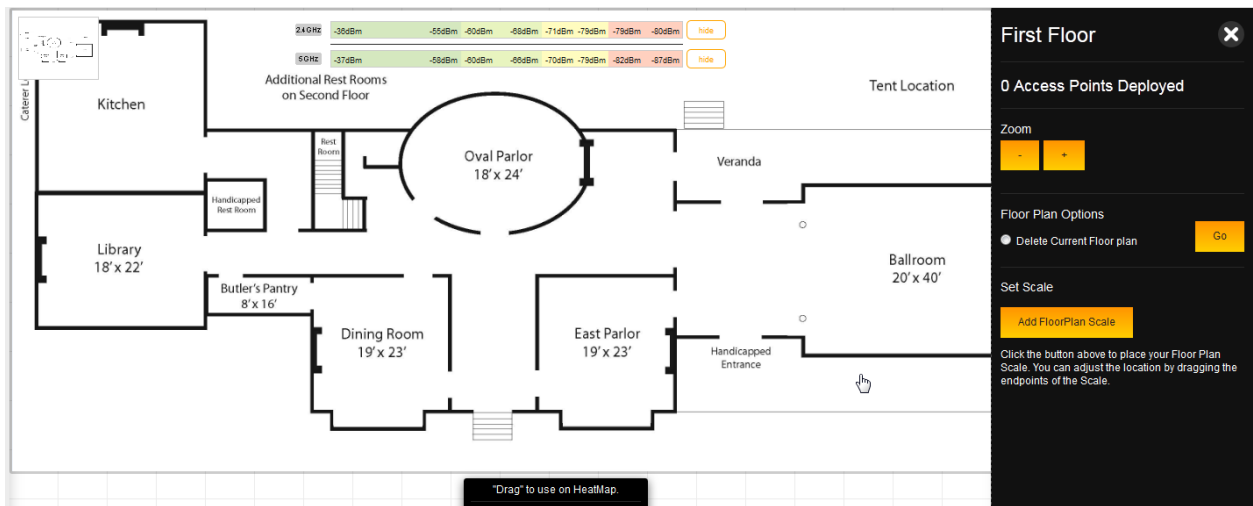 2.4 GHz -36dBm -55dBm -60dBm -68dBm -71dBm -79dBm -79dBm -80dBm hide
5 GHz -37dBm -58dBm -60dBm -66dBm -70dBm -79dBm -82dBm -87dBm hide
Additional Rest Rooms
on Second Floor
Caterer
Kitchen
Tent Location
Rest
Room
Oval Parlor
18' x 24'
Veranda
Handicapped
Rest Room
Library
18' x 22'
Butler's Pantry
8' x 16'
Ballroom
20' x 40'
Dining Room
19' x 23'
East Parlor
19' x 23'
Handicapped
Entrance
"Drag" to use on HeatMap.
First Floor
0 Access Points Deployed
Zoom
- +
Floor Plan Options
Delete Current Floor plan
Go
Set Scale
Add FloorPlan Scale
Click the button above to place your Floor Plan
Scale. You can adjust the location by dragging the
endpoints of the Scale.